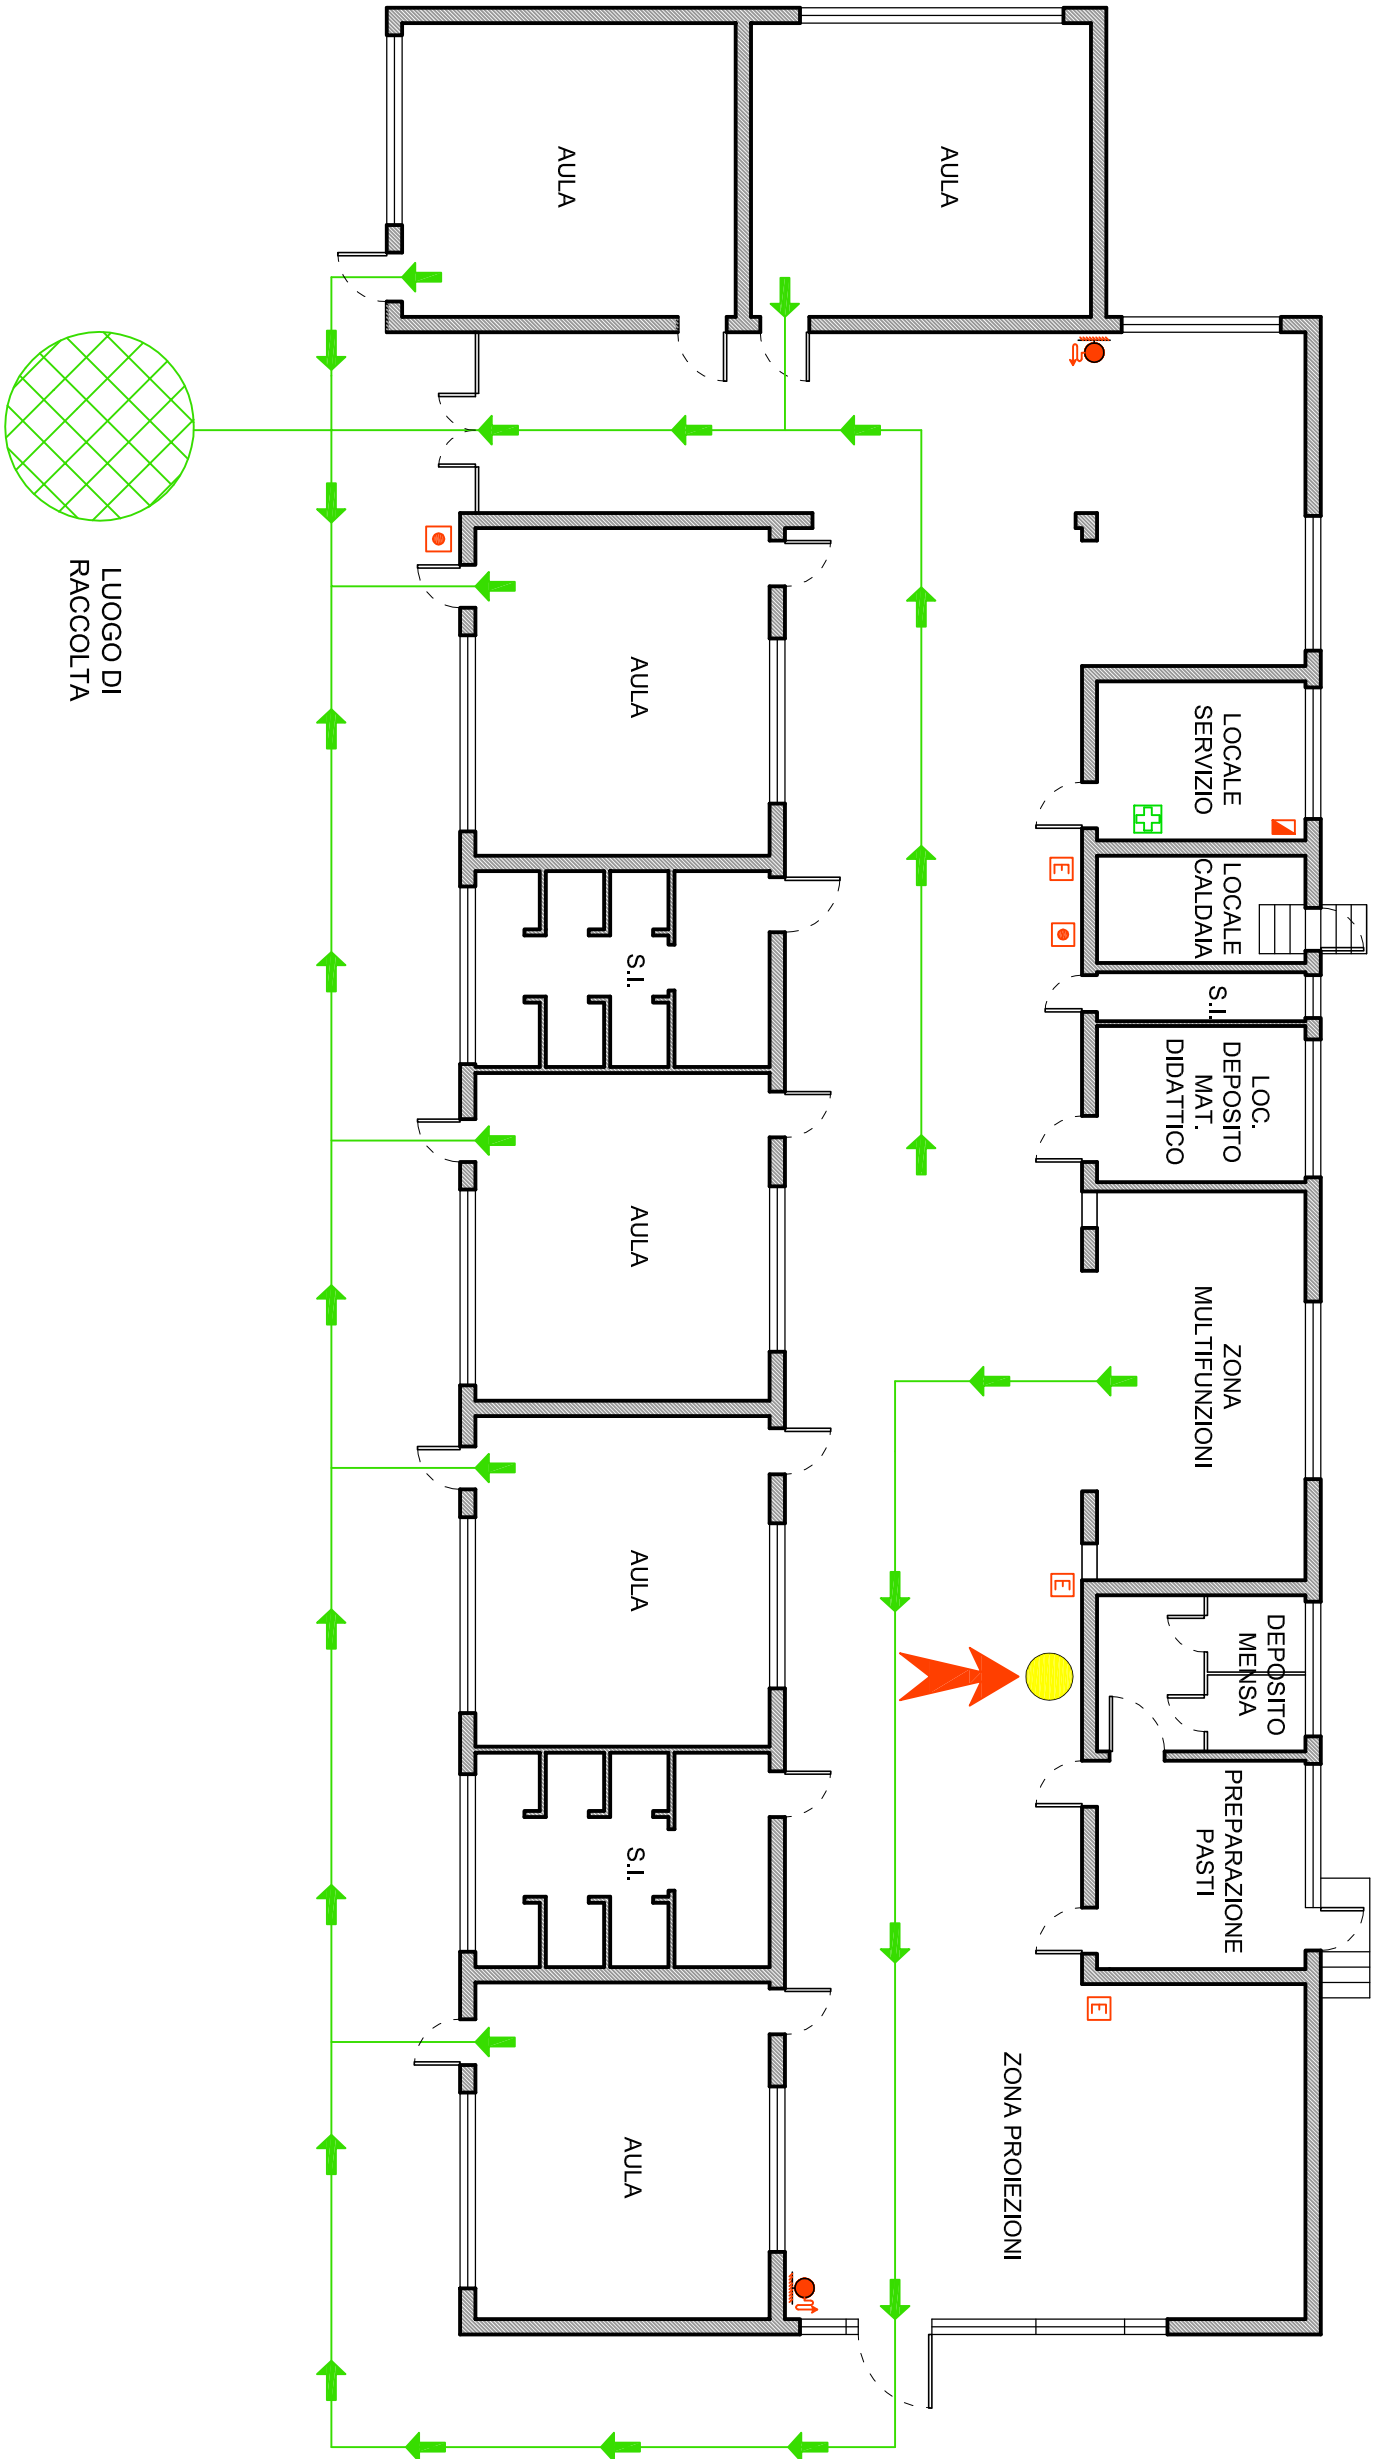 AULA
AULA
LOCALE
SERVIZIO
LOCALE
CALDAIA
S.I.
LOC.
DEPOSITO
MAT.
DIDATTICO
ZONA
MULTIFUNZIONI
DEPOSITO
MENSA
PREPARAZIONE
PASTI
E
E
E
ZONA PROIEZIONI
AULA
S.I.
AULA
AULA
S.I.
AULA
LUOGO DI
RACCOLTA